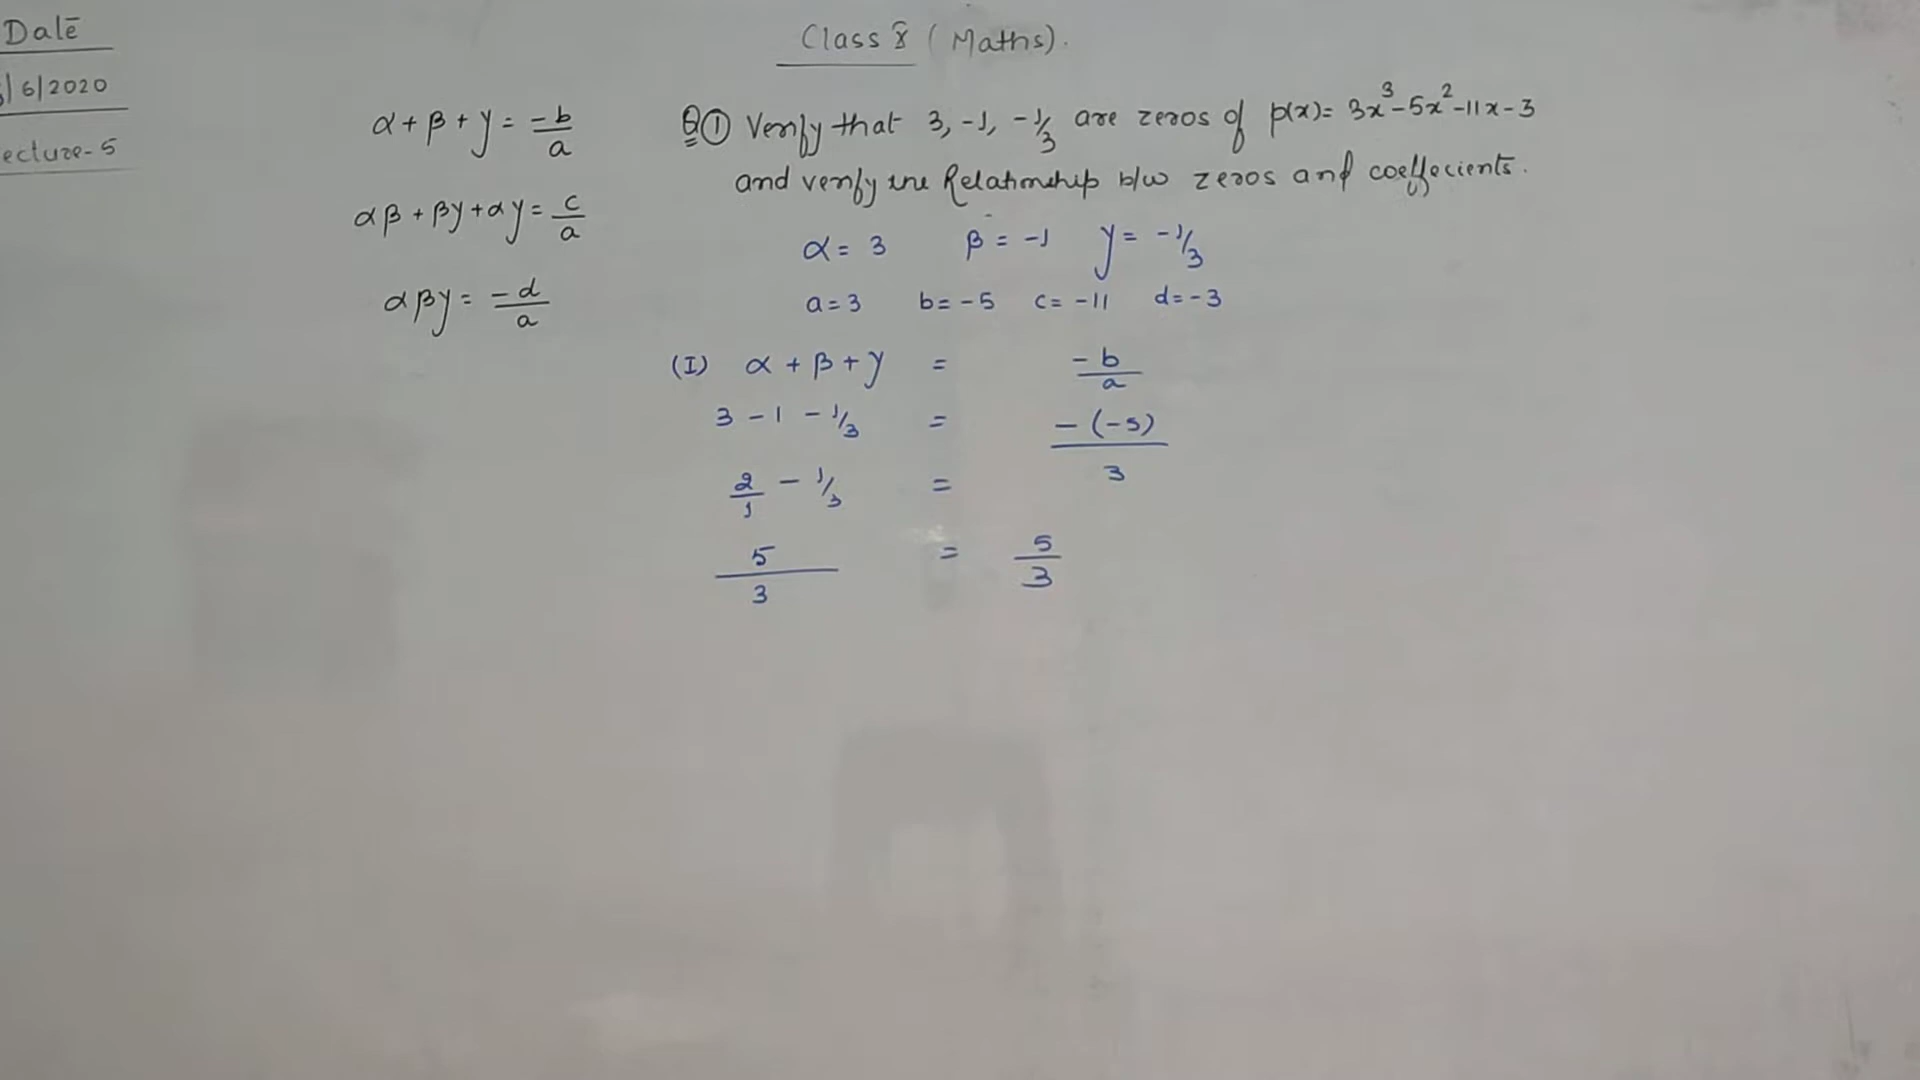 Date
/6/2020
ecture-5
Class X (Maths).
α+β+γ = -b/a
αβ+βγ+αγ = c/a
αβγ = -d/a
Q① Verify that 3, -1, -1/3 are zeros of p(x)= 3x³-5x²-11x-3
and verify the Relationship b/w zeros and coeffecients.
α = 3 β = -1 γ = -1/3
a=3 b= -5 c= -11 d= -3
(I) α + β + γ = -b/a
3 - 1 - 1/3 = -(-5)/3
2/1 - 1/3 =
5/3 = 5/3